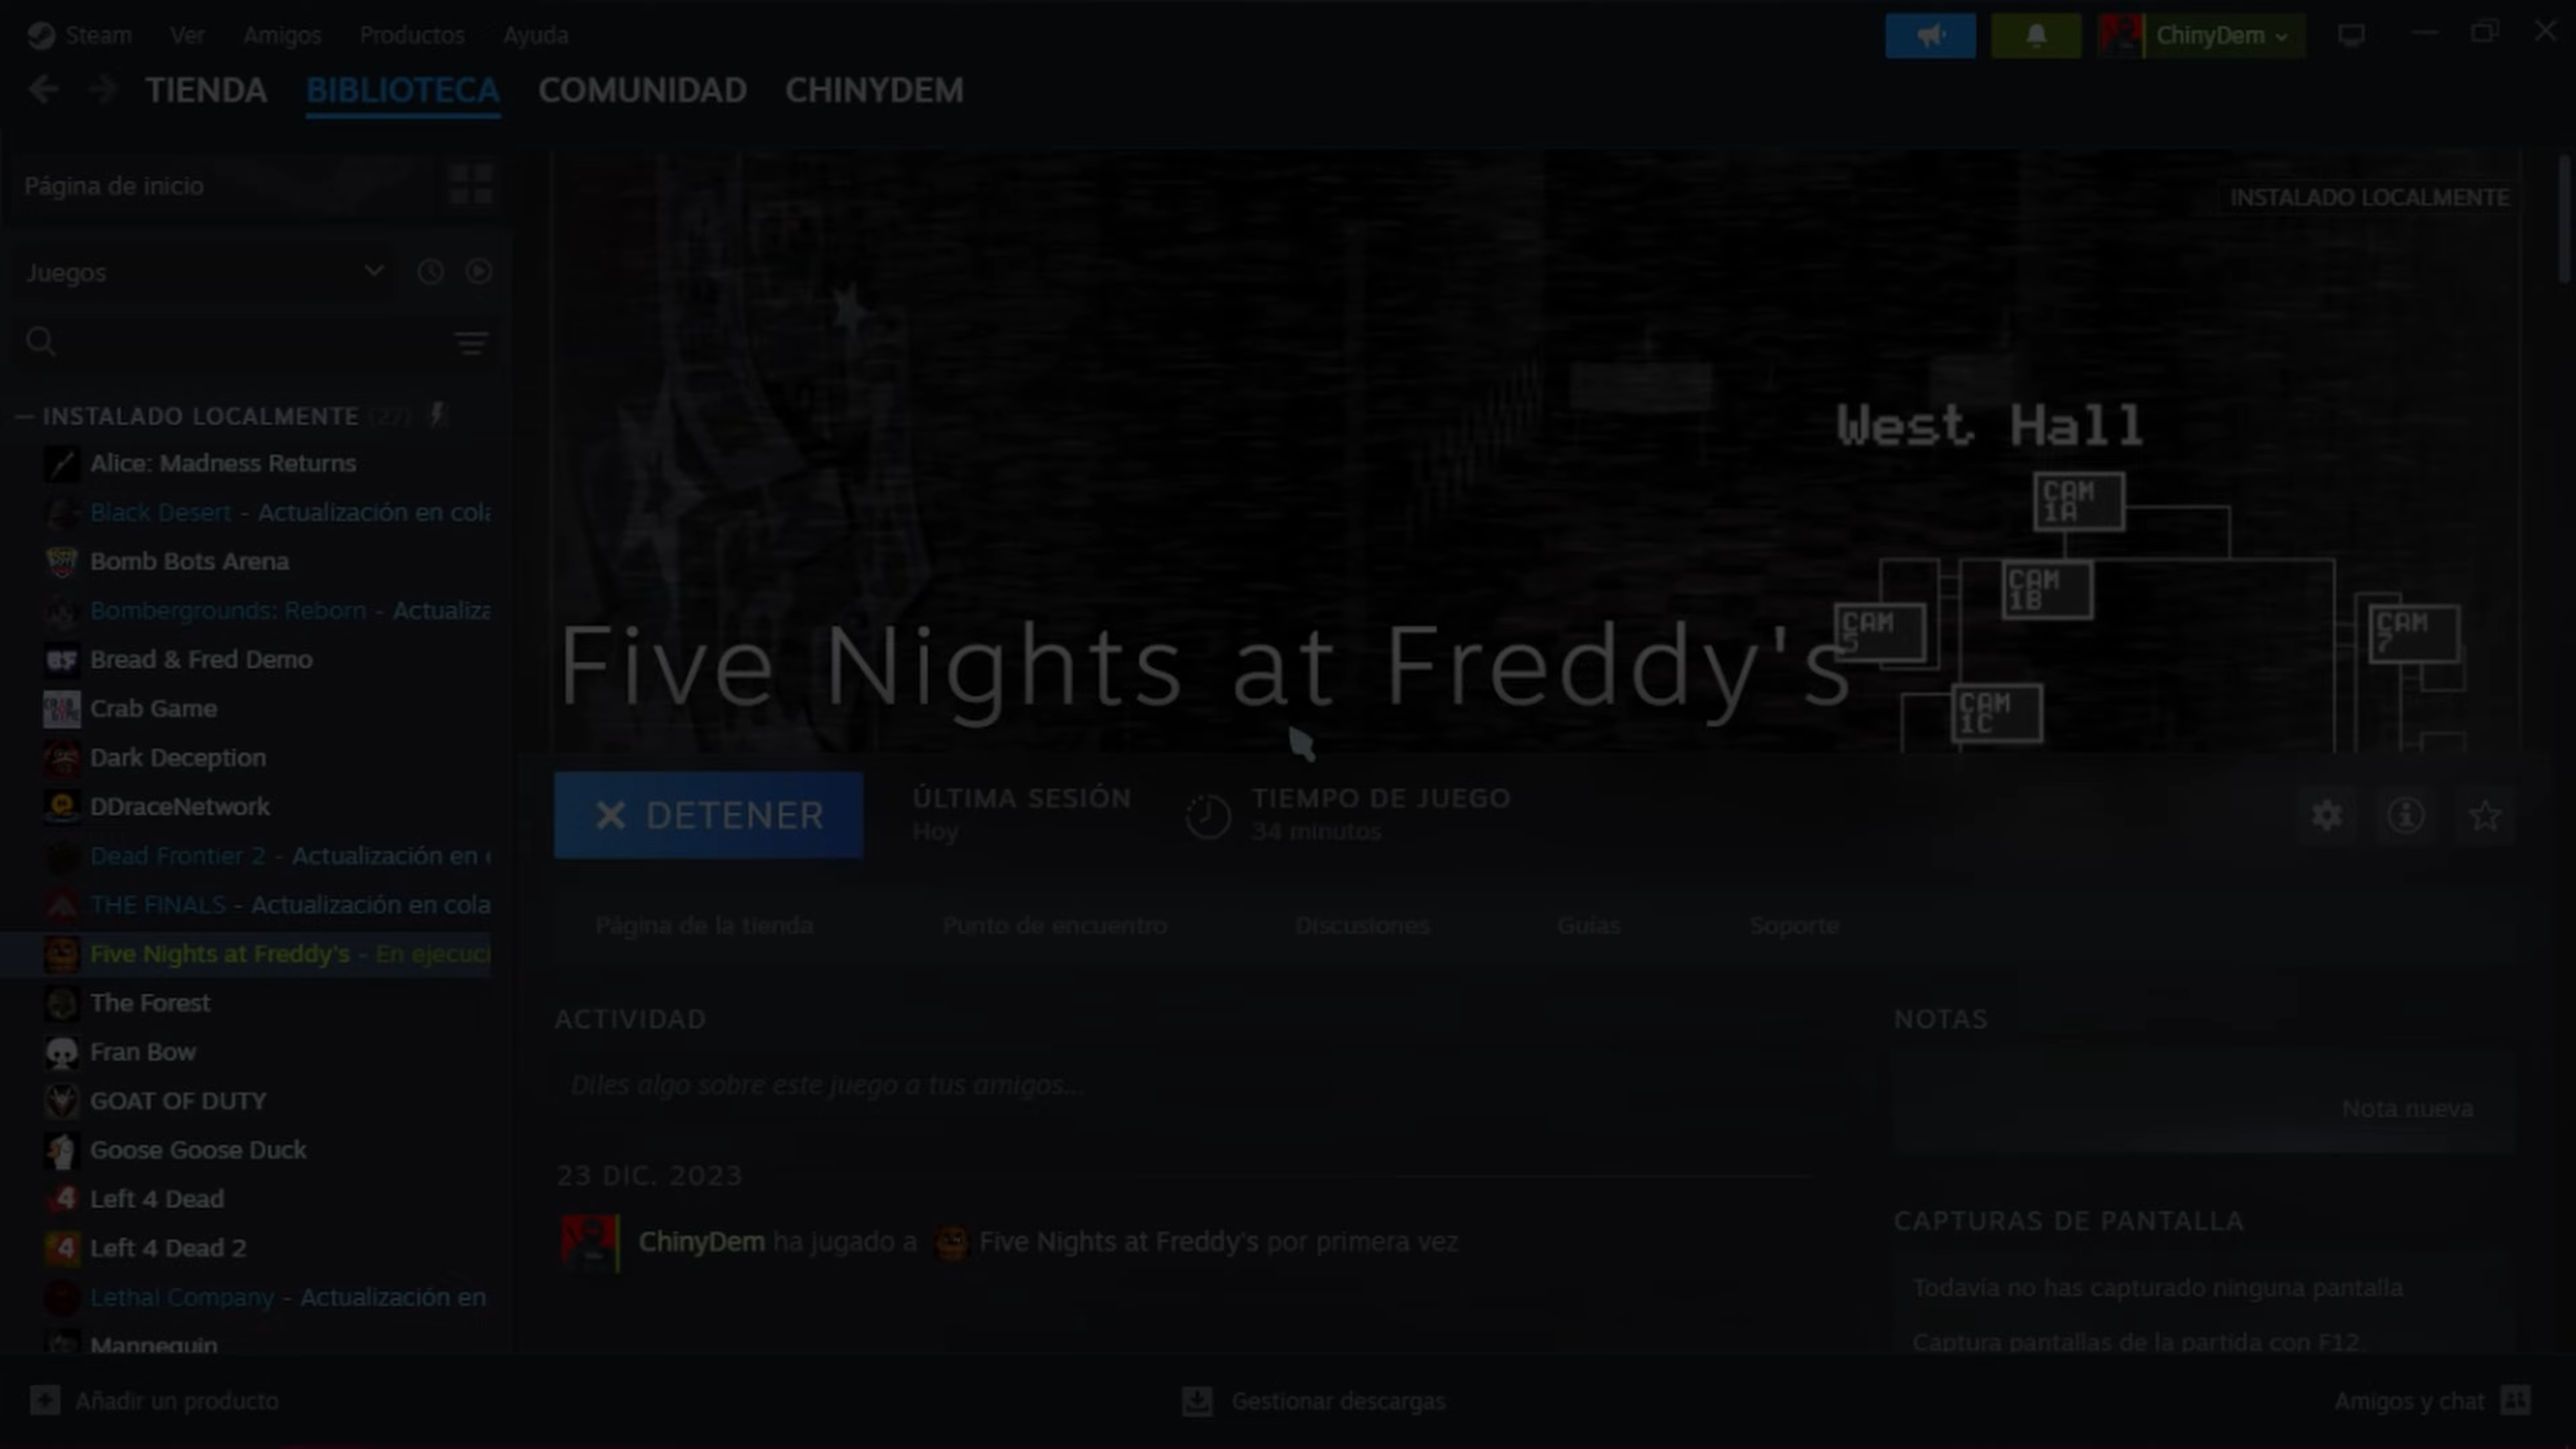 Steam Ver Amigos Productos Ayuda
ChinyDem
TIENDA BIBLIOTECA COMUNIDAD CHINYDEM
Página de inicio
INSTALADO LOCALMENTE
Juegos
INSTALADO LOCALMENTE (27)
Alice: Madness Returns
Black Desert - Actualización en cola
Bomb Bots Arena
Bombergrounds: Reborn - Actualiza
Bread & Fred Demo
Crab Game
Dark Deception
DDraceNetwork
Dead Frontier 2 - Actualización en
THE FINALS - Actualización en cola
Five Nights at Freddy's - En ejecuci
The Forest
Fran Bow
GOAT OF DUTY
Goose Goose Duck
Left 4 Dead
Left 4 Dead 2
Lethal Company - Actualización en
Mannequin
West Hall
CAM 1A
CAM 1B
CAM 5
CAM 7
CAM 1C
Five Nights at Freddy's
DETENER
ÚLTIMA SESIÓN
Hoy
TIEMPO DE JUEGO
34 minutos
Página de la tienda Punto de encuentro Discusiones Guías Soporte
ACTIVIDAD
Diles algo sobre este juego a tus amigos...
23 DIC. 2023
ChinyDem ha jugado a Five Nights at Freddy's por primera vez
NOTAS
Nota nueva
CAPTURAS DE PANTALLA
Todavía no has capturado ninguna pantalla
Captura pantallas de la partida con F12
Añadir un producto
Gestionar descargas
Amigos y chat